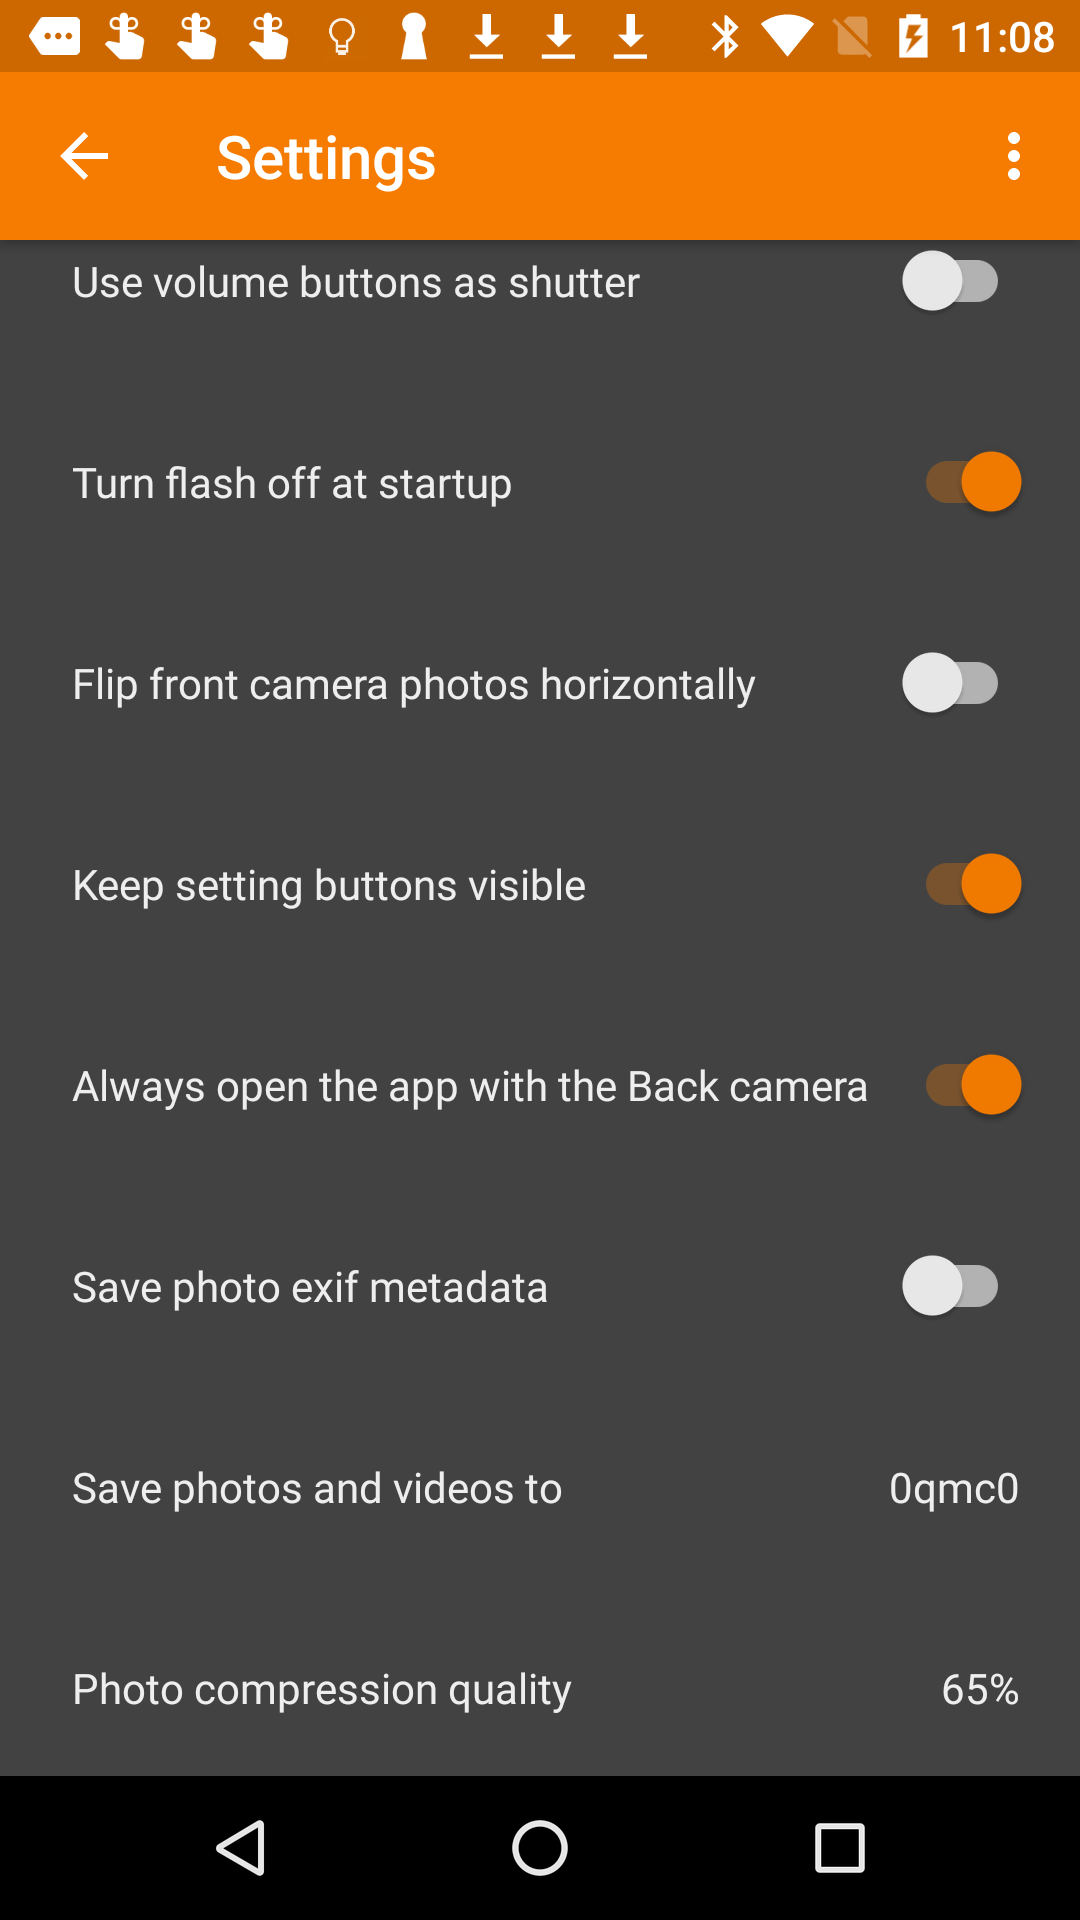 11:08
Settings
Use volume buttons as shutter
Turn flash off at startup
Flip front camera photos horizontally
Keep setting buttons visible
Always open the app with the Back camera
Save photo exif metadata
Save photos and videos to 0qmc0
Photo compression quality 65%